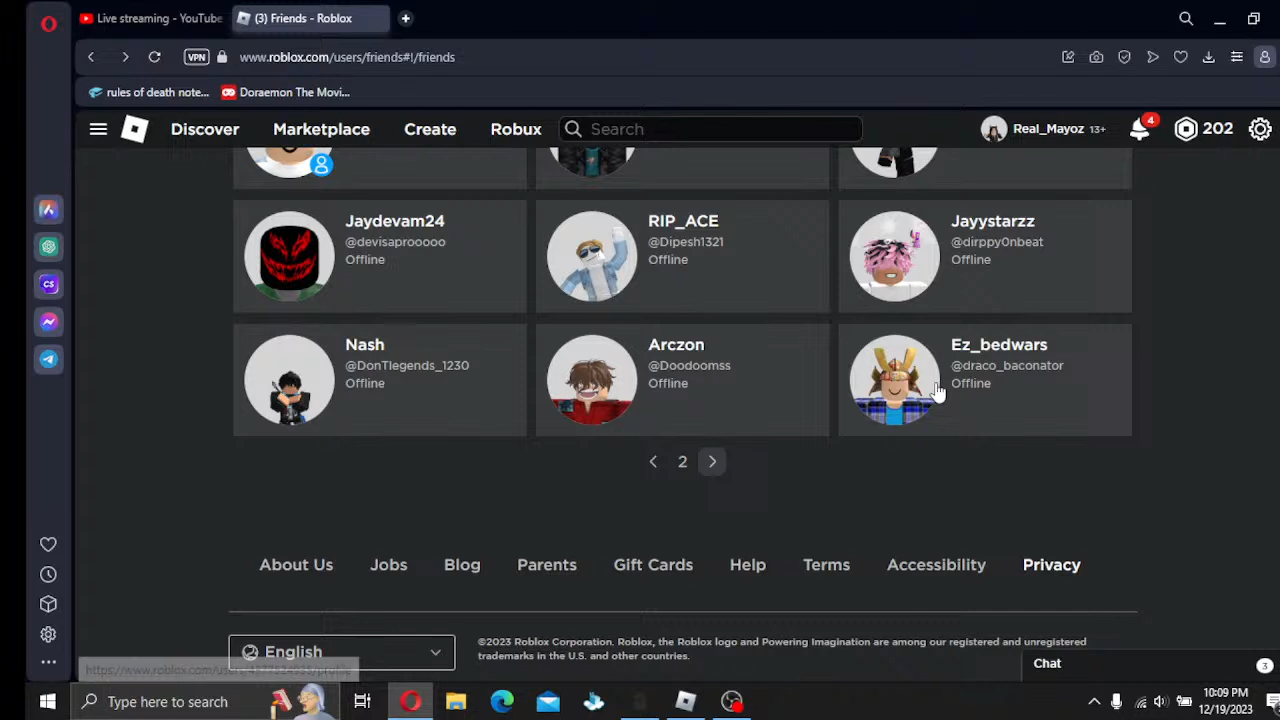 Live streaming - YouTube
(3) Friends - Roblox
VPN
www.roblox.com/users/friends#!/friends
rules of death note...
Doraemon The Movi...
Discover
Marketplace
Create
Robux
Search
Real_Mayoz 13+
4
202
Jaydevam24
@devisaprooooo
Offline
RIP_ACE
@Dipesh1321
Offline
Jayystarzz
@dirppy0nbeat
Offline
Nash
@DonTlegends_1230
Offline
Arczon
@Doodoomss
Offline
Ez_bedwars
@draco_baconator
Offline
2
About Us
Jobs
Blog
Parents
Gift Cards
Help
Terms
Accessibility
Privacy
English
©2023 Roblox Corporation. Roblox, the Roblox logo and Powering Imagination are among our registered and unregistered
trademarks in the U.S. and other countries.
Chat
3
CS
Type here to search
10:09 PM
12/19/2023